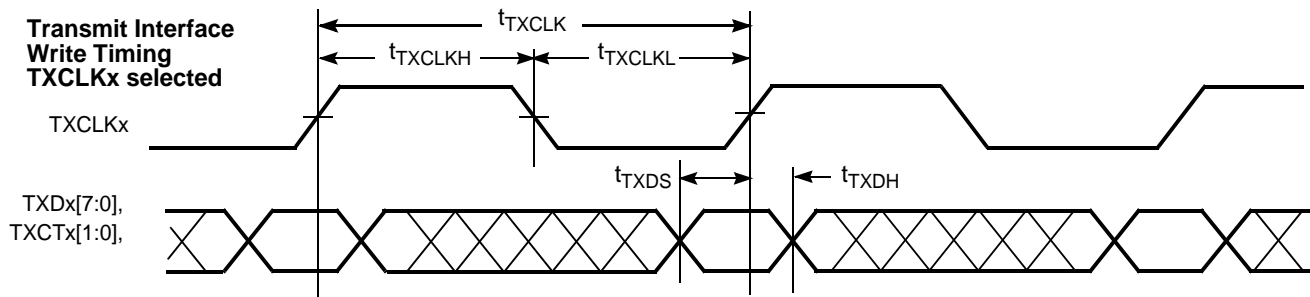 Transmit Interface
Write Timing
TXCLKx selected
tTXCLK
tTXCLKH
tTXCLKL
TXCLKx
tTXDS
tTXDH
TXDx[7:0],
TXCTx[1:0],